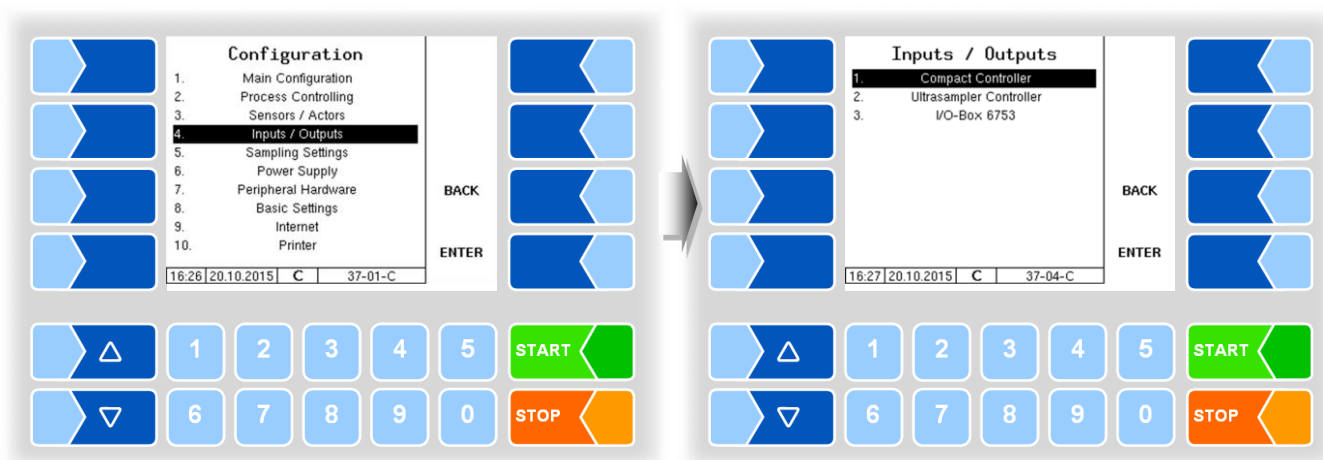 Configuration
1. Main Configuration
2. Process Controlling
3. Sensors / Actors
4. Inputs / Outputs
5. Sampling Settings
6. Power Supply
7. Peripheral Hardware
8. Basic Settings
9. Internet
10. Printer
BACK
ENTER
16:26 20.10.2015 C 37-01-C
1 2 3 4 5 START
6 7 8 9 0 STOP
Inputs / Outputs
1. Compact Controller
2. Ultrasampler Controller
3. I/O-Box 6753
BACK
ENTER
16:27 20.10.2015 C 37-04-C
1 2 3 4 5 START
6 7 8 9 0 STOP